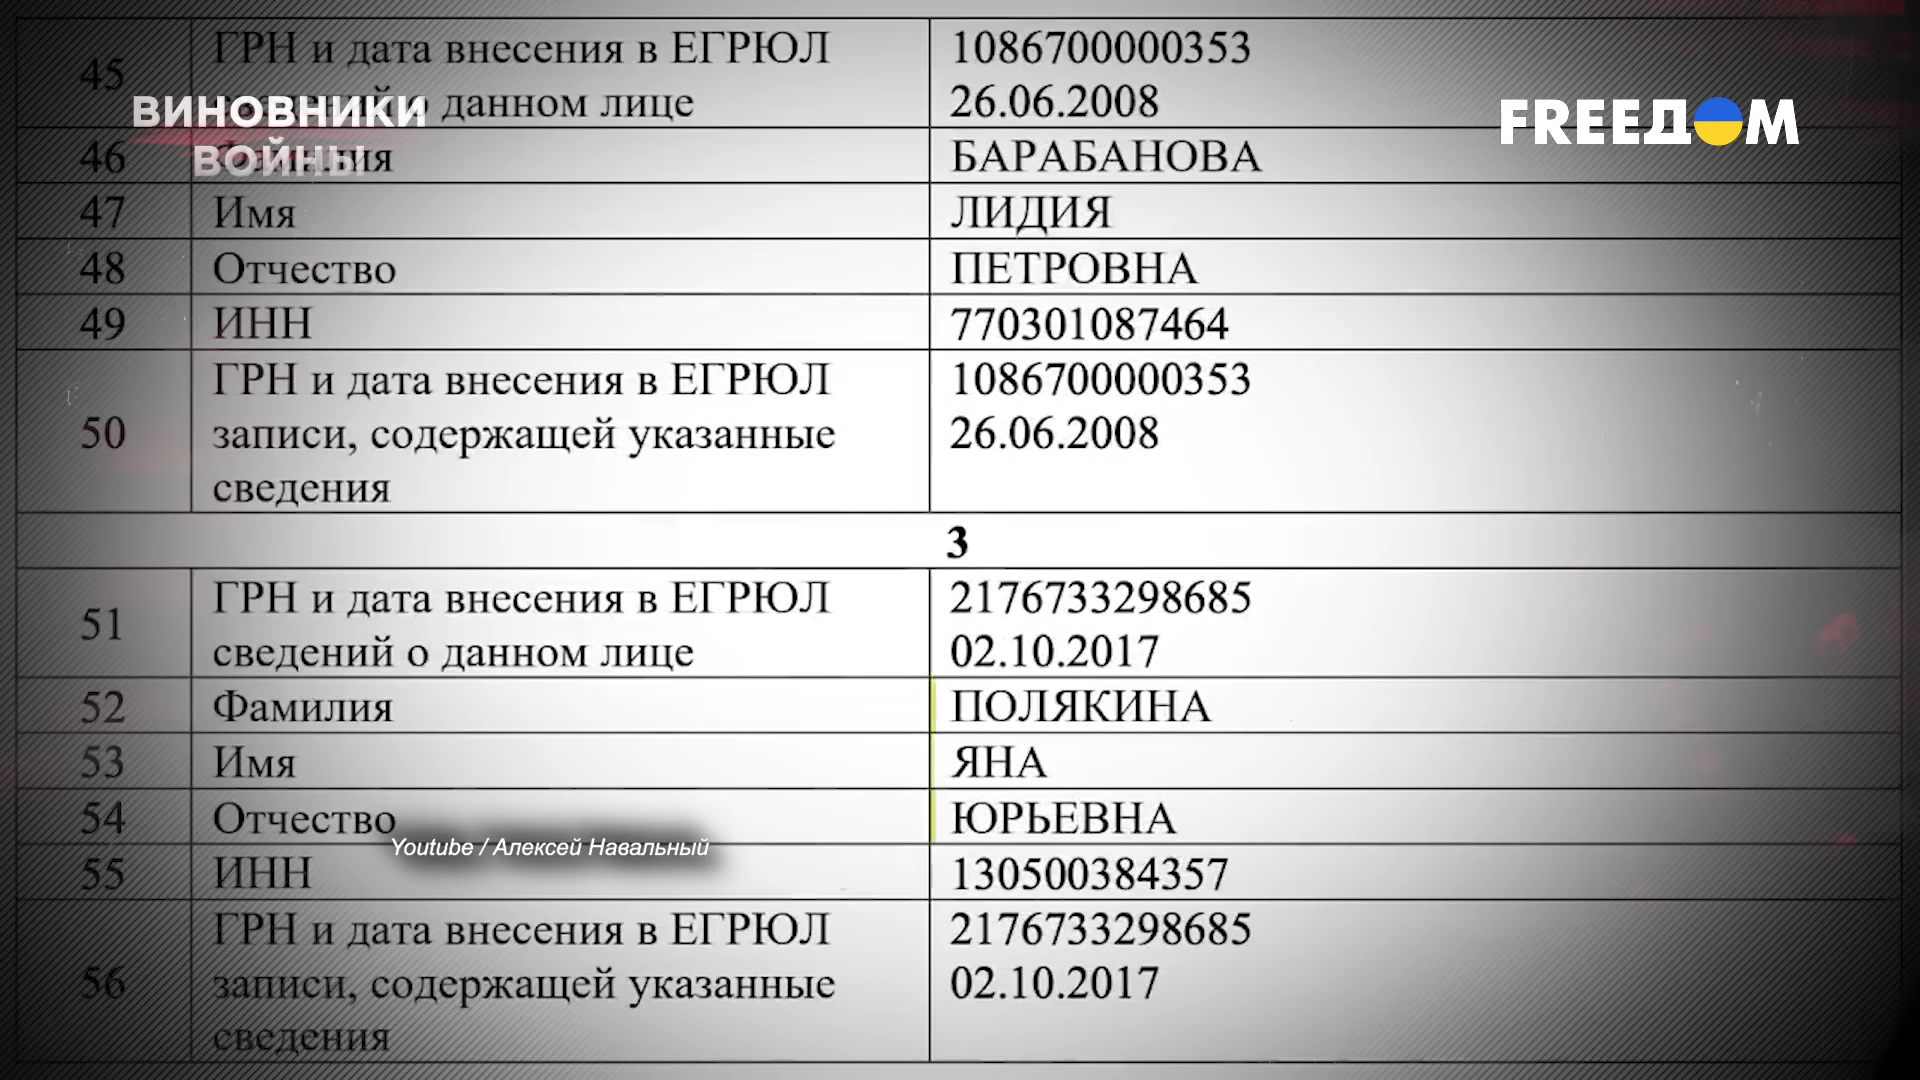 45 ГРН и дата внесения в ЕГРЮЛ 1086700000353
о данном лице 26.06.2008
ВИНОВНИКИ
ВОЙНЫ
FREEДOM
46 Фамилия БАРАБАНОВА
47 Имя ЛИДИЯ
48 Отчество ПЕТРОВНА
49 ИНН 770301087464
50 ГРН и дата внесения в ЕГРЮЛ 1086700000353
записи, содержащей указанные 26.06.2008
сведения
3
51 ГРН и дата внесения в ЕГРЮЛ 2176733298685
сведений о данном лице 02.10.2017
52 Фамилия ПОЛЯКИНА
53 Имя ЯНА
54 Отчество ЮРЬЕВНА
Youtube / Алексей Навальный
55 ИНН 130500384357
56 ГРН и дата внесения в ЕГРЮЛ 2176733298685
записи, содержащей указанные 02.10.2017
сведения